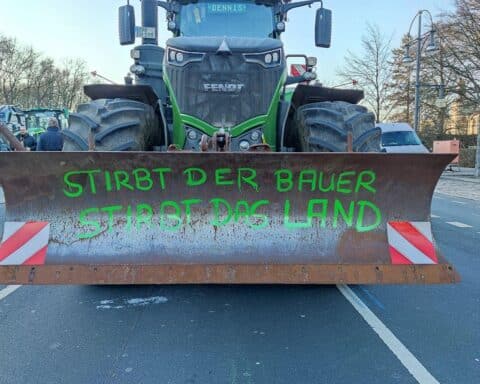 DENNIS!
FENDT
STIRBT DER BAUER
STIRBT DAS LAND